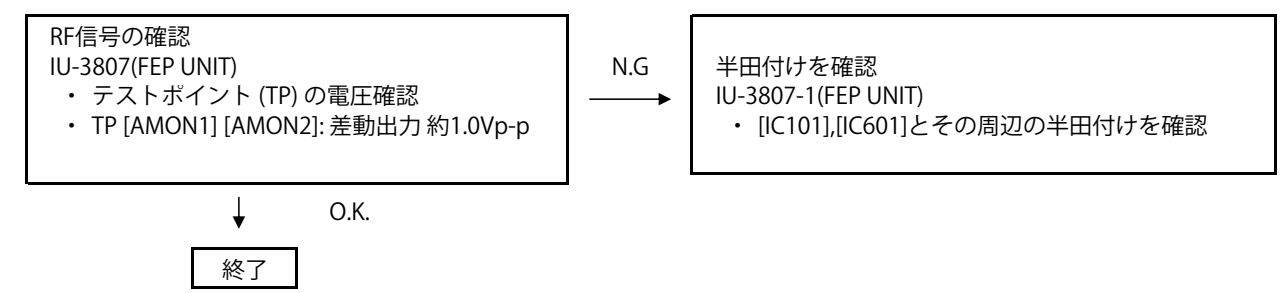 RF信号の確認
IU-3807(FEP UNIT)
・ テストポイント (TP) の電圧確認
・ TP [AMON1] [AMON2]: 差動出力 約1.0Vp-p
N.G
半田付けを確認
IU-3807-1(FEP UNIT)
・ [IC101],[IC601]とその周辺の半田付けを確認
O.K.
終了